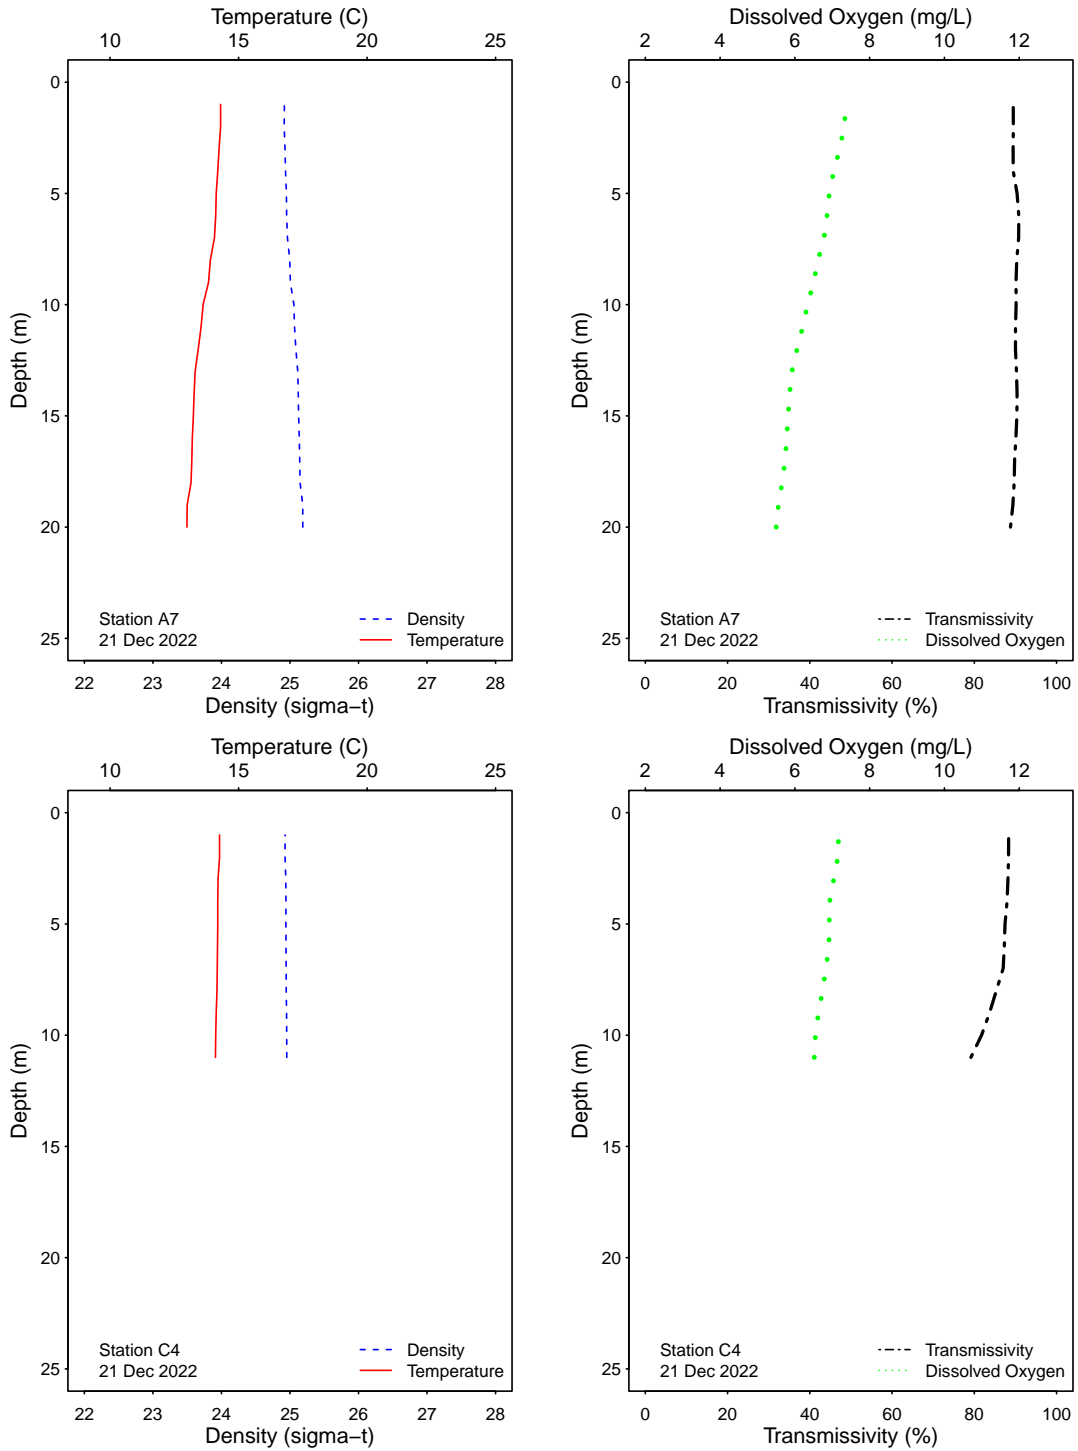 Temperature (C)
10 15 20 25
0
5
10
15
20
25
Depth (m)
Station A7
21 Dec 2022
Density
Temperature
22 23 24 25 26 27 28
Density (sigma−t)
Dissolved Oxygen (mg/L)
2 4 6 8 10 12
0
5
10
15
20
25
Depth (m)
Station A7
21 Dec 2022
Transmissivity
Dissolved Oxygen
0 20 40 60 80 100
Transmissivity (%)
Temperature (C)
10 15 20 25
0
5
10
15
20
25
Depth (m)
Station C4
21 Dec 2022
Density
Temperature
22 23 24 25 26 27 28
Density (sigma−t)
Dissolved Oxygen (mg/L)
2 4 6 8 10 12
0
5
10
15
20
25
Depth (m)
Station C4
21 Dec 2022
Transmissivity
Dissolved Oxygen
0 20 40 60 80 100
Transmissivity (%)